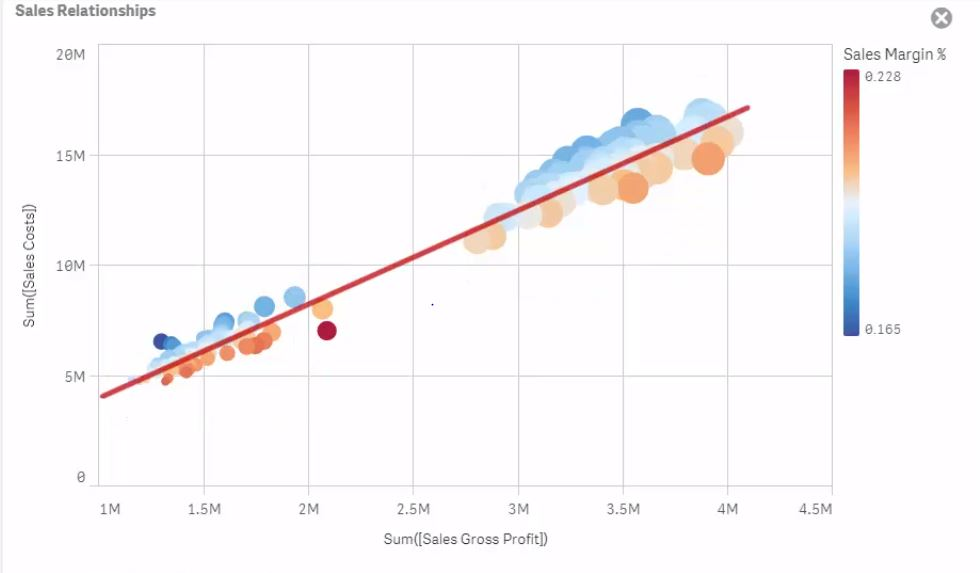 Sales Relationships
Sales Margin %
0.228
0.165
20M
15M
10M
5M
0
Sum([Sales Costs])
1M 1.5M 2M 2.5M 3M 3.5M 4M 4.5M
Sum([Sales Gross Profit])